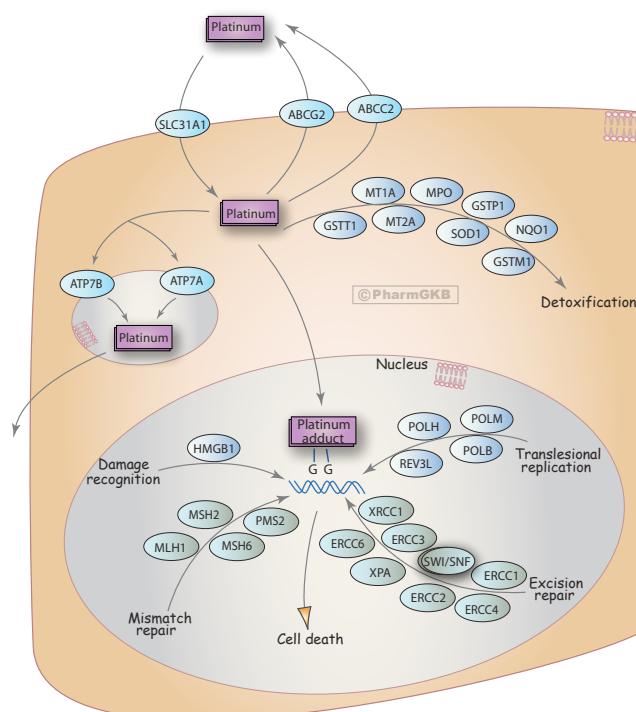 Platinum
SLC31A1
ABCG2
ABCC2
Platinum
MT1A
MPO
GSTP1
GSTT1
MT2A
SOD1
NQO1
GSTM1
Detoxification
ATP7B
ATP7A
Platinum
©PharmGKB
Nucleus
Platinum
adduct
G G
HMGB1
Damage
recognition
POLH
POLM
REV3L
POLB
Translesional
replication
MSH2
PMS2
MLH1
MSH6
Mismatch
repair
XRCC1
ERCC6
ERCC3
XPA
SWI/SNF
ERCC1
ERCC2
ERCC4
Excision
repair
Cell death